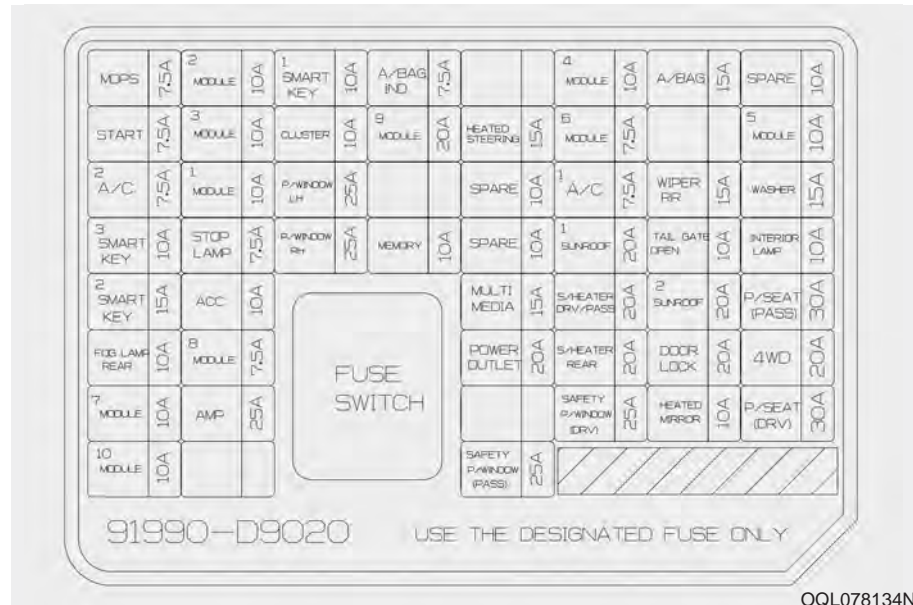 MDPS 7.5A 2 MODULE 10A 1 SMART KEY 10A A/BAG IND 7.5A 4 MODULE 10A A/BAG 15A SPARE 10A
START 7.5A 3 MODULE 10A CLUSTER 10A 9 MODULE 20A HEATED STEERING 15A 6 MODULE 7.5A 5 MODULE 10A
2 A/C 7.5A 1 MODULE 10A P/WINDOW LH 25A SPARE 10A 1 A/C 7.5A WIPER RR 15A WASHER 15A
3 SMART KEY 10A STOP LAMP 7.5A P/WINDOW RH 25A MEMORY 10A SPARE 10A 1 SUNROOF 20A TAIL GATE OPEN 10A INTERIOR LAMP 10A
2 SMART KEY 15A ACC 10A MULTI MEDIA 15A S/HEATER DRV/PASS 20A 2 SUNROOF 20A P/SEAT (PASS) 30A
FOG LAMP REAR 10A 8 MODULE 7.5A POWER OUTLET 20A S/HEATER REAR 20A DOOR LOCK 20A 4WD 20A
FUSE SWITCH
7 MODULE 10A AMP 25A SAFETY P/WINDOW (DRV) 25A HEATED MIRROR 10A P/SEAT (DRV) 30A
10 MODULE 10A SAFETY P/WINDOW (PASS) 25A
91990-D9020 USE THE DESIGNATED FUSE ONLY
OQL078134N